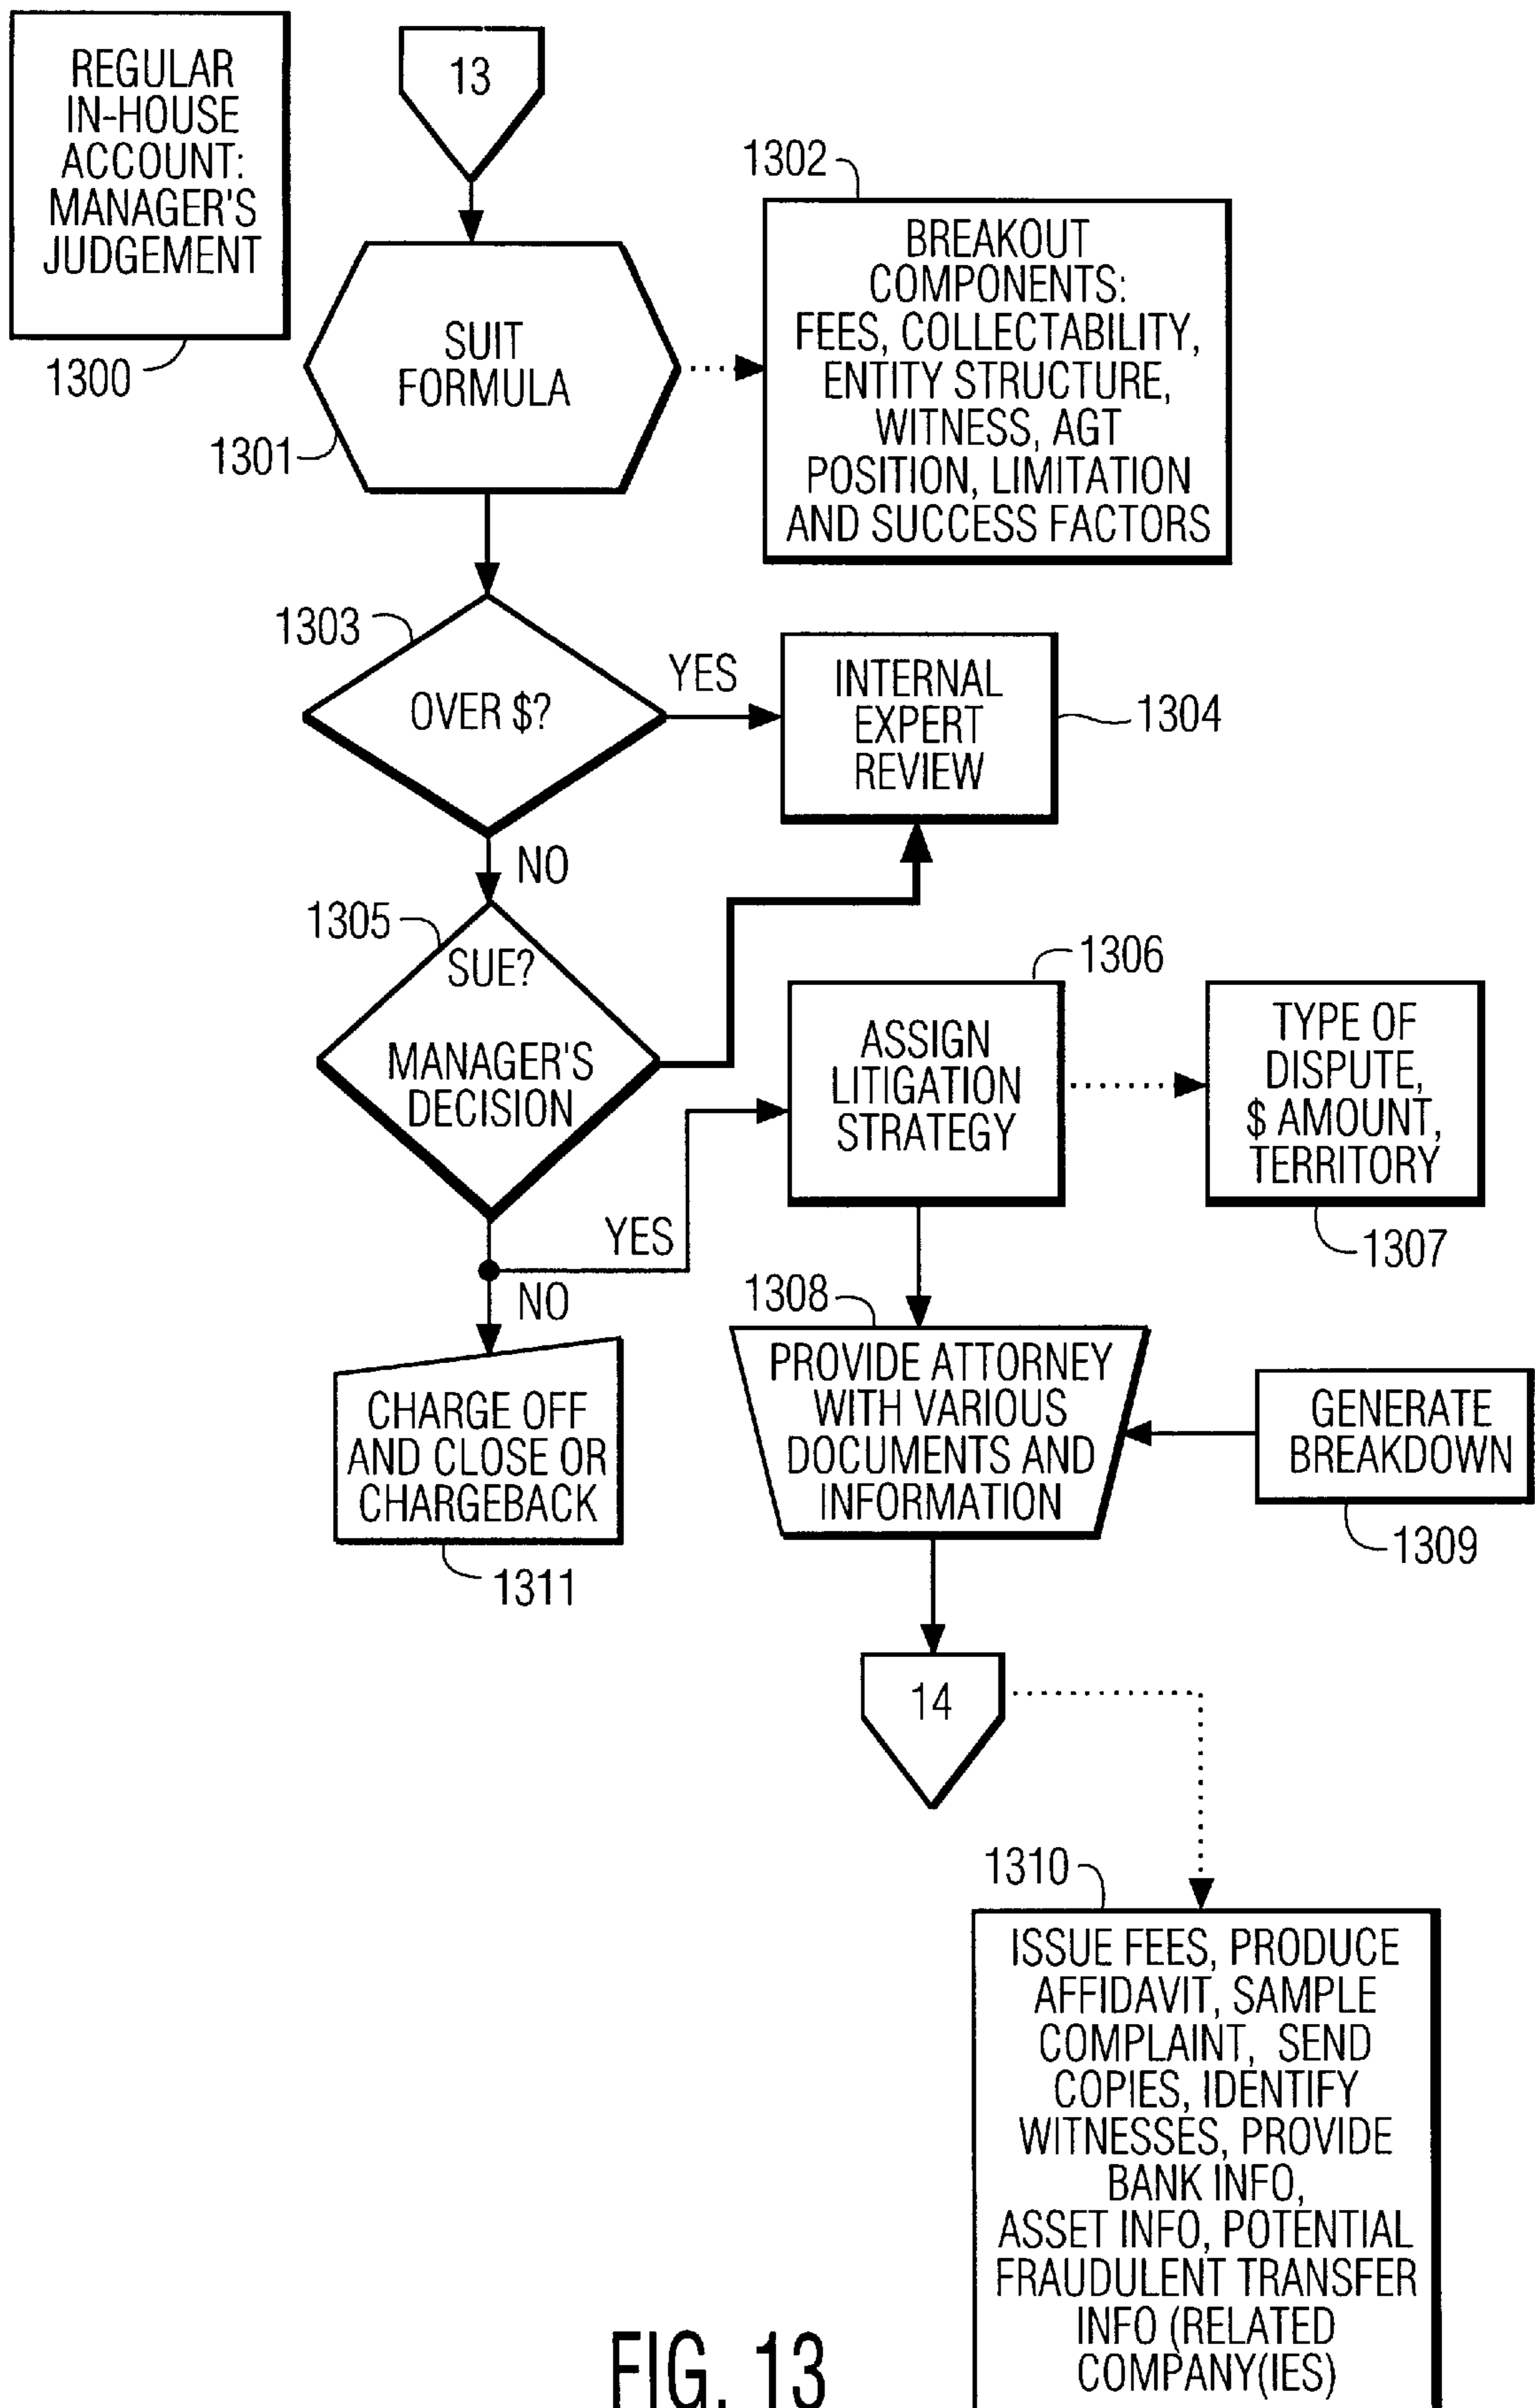 REGULAR
IN-HOUSE
ACCOUNT:
MANAGER'S
JUDGEMENT
1300
13
SUIT
FORMULA
1301
1302
BREAKOUT
COMPONENTS:
FEES, COLLECTABILITY,
ENTITY STRUCTURE,
WITNESS, AGT
POSITION, LIMITATION
AND SUCCESS FACTORS
1303
OVER $?
YES
INTERNAL
EXPERT
REVIEW
1304
NO
1305
SUE?
MANAGER'S
DECISION
1306
ASSIGN
LITIGATION
STRATEGY
TYPE OF
DISPUTE,
$ AMOUNT,
TERRITORY
1307
YES
NO
1308
PROVIDE ATTORNEY
WITH VARIOUS
DOCUMENTS AND
INFORMATION
GENERATE
BREAKDOWN
1309
CHARGE OFF
AND CLOSE OR
CHARGEBACK
1311
14
1310
ISSUE FEES, PRODUCE
AFFIDAVIT, SAMPLE
COMPLAINT, SEND
COPIES, IDENTIFY
WITNESSES, PROVIDE
BANK INFO,
ASSET INFO, POTENTIAL
FRAUDULENT TRANSFER
INFO (RELATED
COMPANY(IES)
FIG. 13